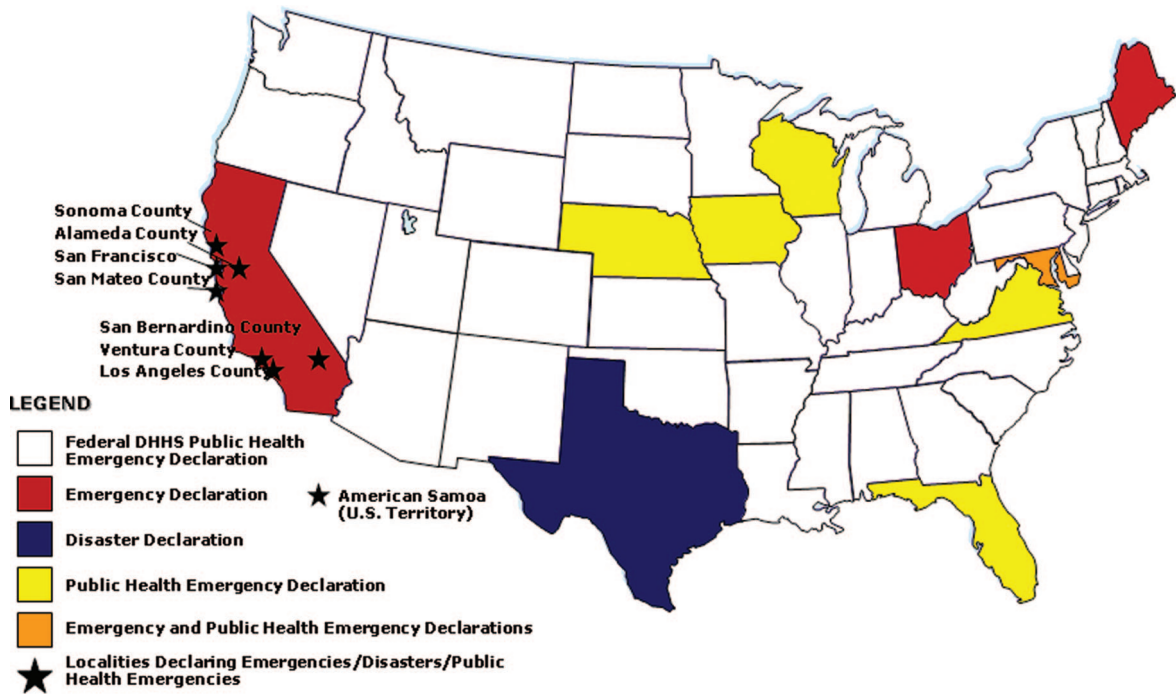 Sonoma County
Alameda County
San Francisco
San Mateo County
San Bernardino County
Ventura County
Los Angeles County
LEGEND
Federal DHHS Public Health
Emergency Declaration
Emergency Declaration
American Samoa
(U.S. Territory)
Disaster Declaration
Public Health Emergency Declaration
Emergency and Public Health Emergency Declarations
Localities Declaring Emergencies/Disasters/Public
Health Emergencies